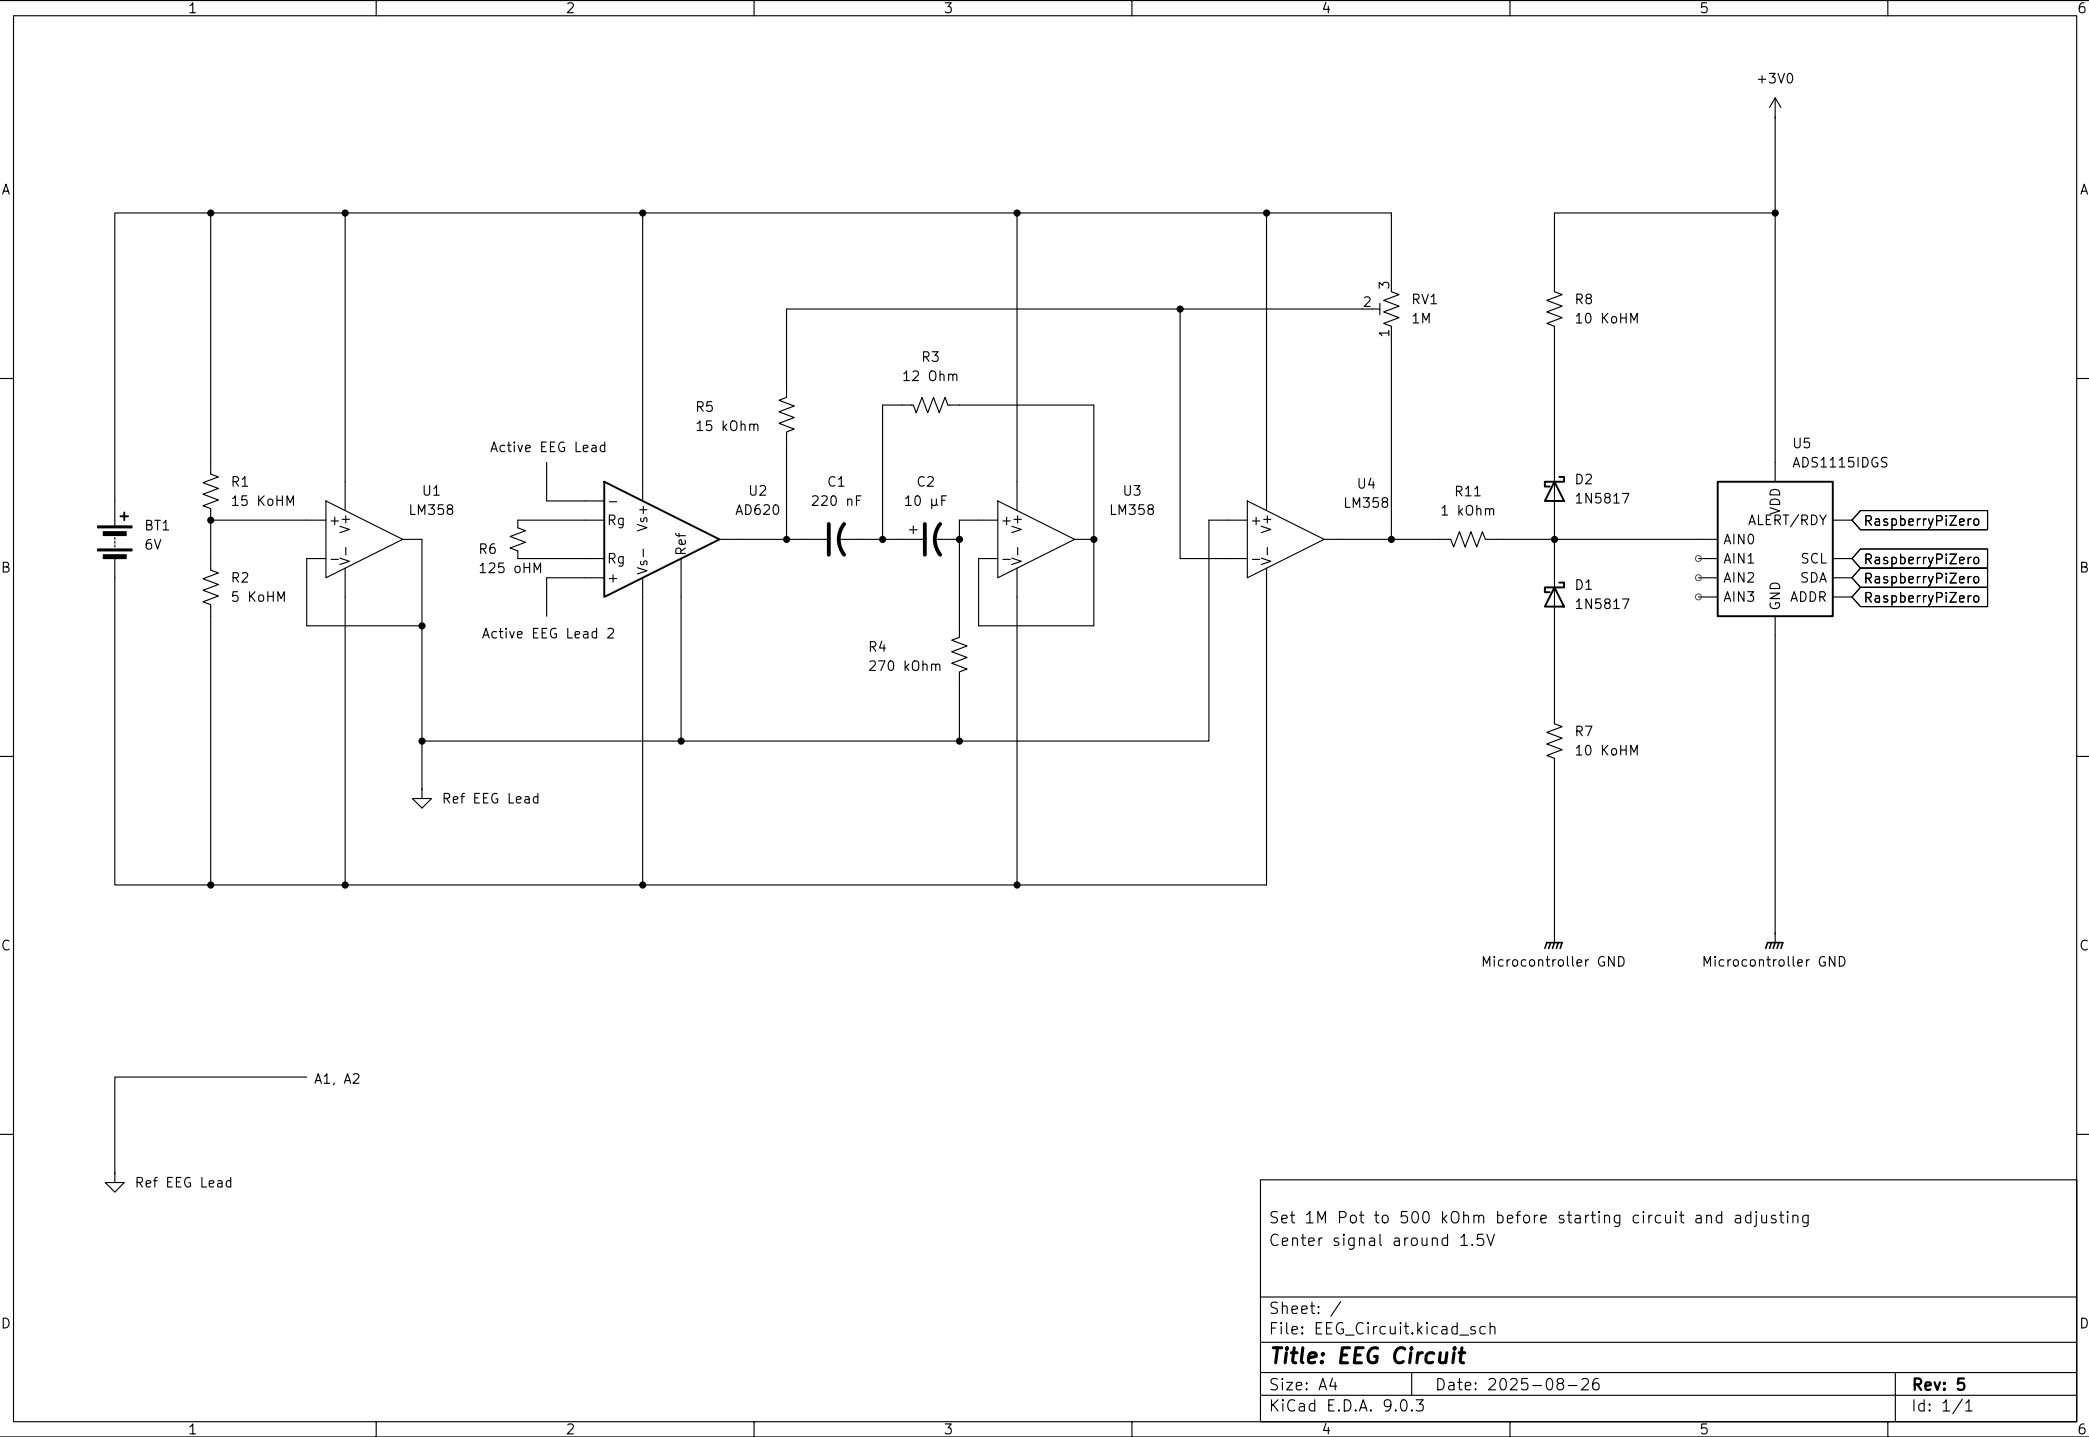 1 2 3 4 5 6
+3V0
A A
3
2
1
RV1
1M
R8
10 KoHM
R3
12 Ohm
R5
15 kOhm
Active EEG Lead
U5
ADS1115IDGS
R1
15 KoHM
U1
LM358
U2
AD620
C1
220 nF
C2
10 µF
U3
LM358
U4
LM358
R11
1 kOhm
D2
1N5817
+
BT1
6V
+
−
V+
V−
−
Rg
Rg
+
Vs+
Vs−
Ref
R6
125 oHM
+
+
−
V+
V−
+
−
V+
V−
VDD
ALERT/RDY
AIN0
AIN1
AIN2
AIN3
SCL
SDA
ADDR
GND
RaspberryPiZero
RaspberryPiZero
RaspberryPiZero
RaspberryPiZero
B B
R2
5 KoHM
D1
1N5817
Active EEG Lead 2
R4
270 kOhm
R7
10 KoHM
Ref EEG Lead
C C
Microcontroller GND
Microcontroller GND
A1, A2
Ref EEG Lead
Set 1M Pot to 500 kOhm before starting circuit and adjusting
Center signal around 1.5V
Sheet: /
File: EEG_Circuit.kicad_sch
D D
Title: EEG Circuit
Size: A4 Date: 2025-08-26 Rev: 5
KiCad E.D.A. 9.0.3 Id: 1/1
1 2 3 4 5 6